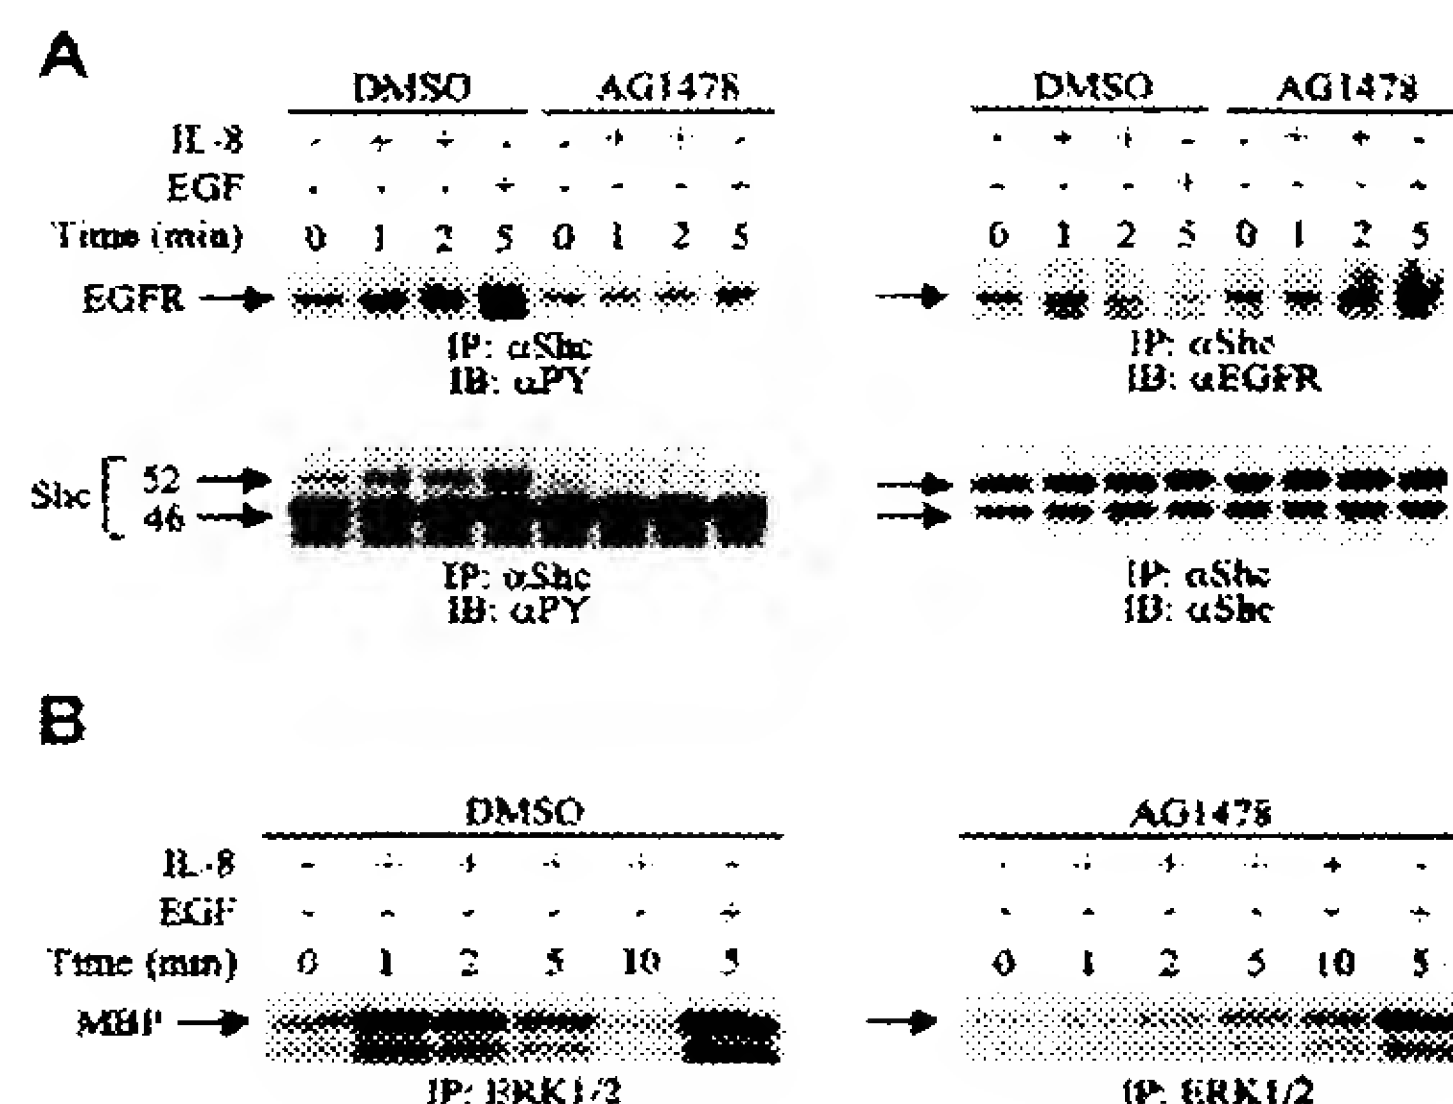 A
DMSO AG1478 DMSO AG1478
IL-8 - + + - - + + - - + + - - + + -
EGF - - - + - - - + - - - + - - - +
Time (min) 0 1 2 5 0 1 2 5 0 1 2 5 0 1 2 5
EGFR
IP: αShc IP: αShc
IB: αPY IB: αEGFR
Shc 52
46
IP: αShc IP: αShc
IB: αPY IB: αShc
B
DMSO AG1478
IL-8 - + + + + - - + + + + -
EGF - - - - - + - - - - - +
Time (min) 0 1 2 5 10 5 0 1 2 5 10 5
MBP
IP: ERK1/2 IP: ERK1/2